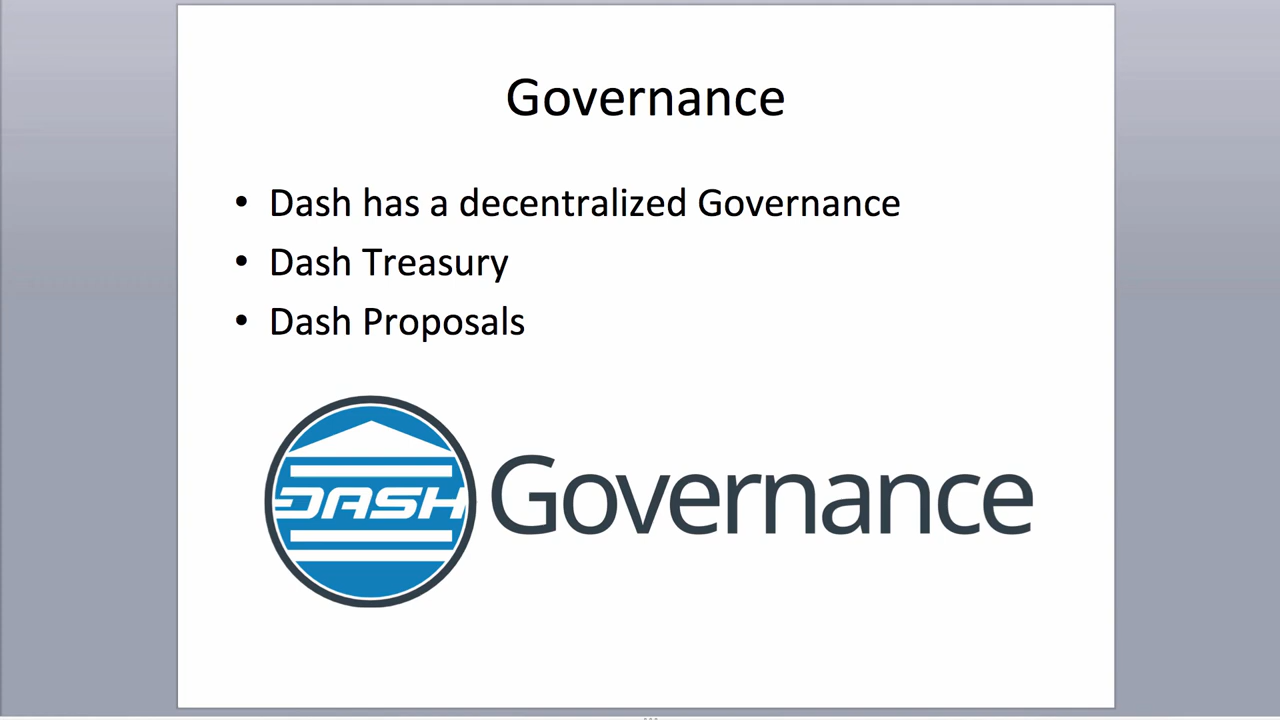 Governance
• Dash has a decentralized Governance
• Dash Treasury
• Dash Proposals
DASH Governance